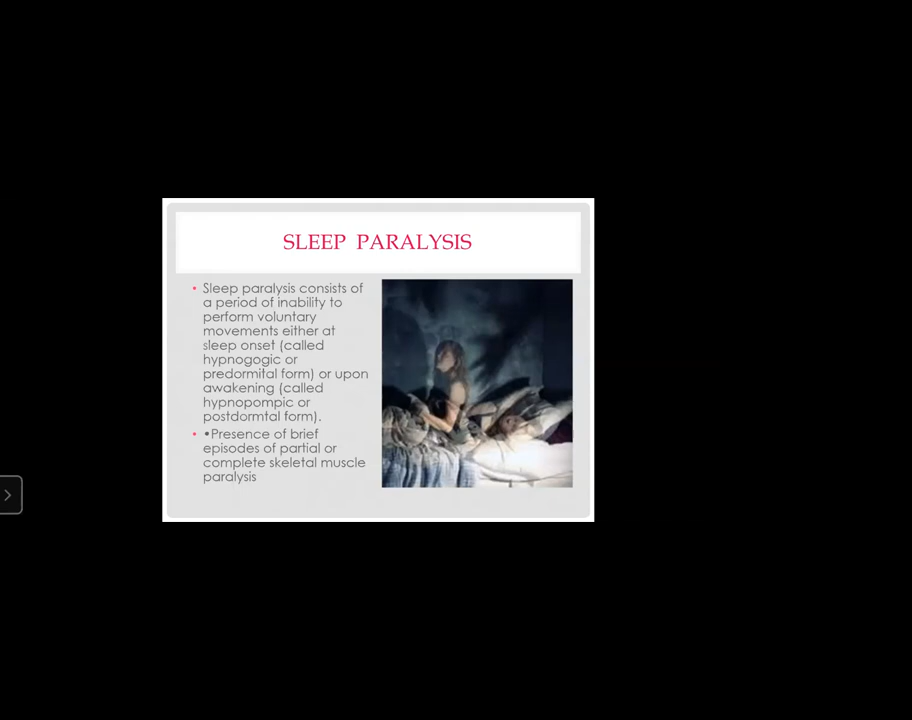 SLEEP PARALYSIS
• Sleep paralysis consists of
a period of inability to
perform voluntary
movements either at
sleep onset (called
hypnogogic or
predormital form) or upon
awakening (called
hypnopompic or
postdormtal form).
• •Presence of brief
episodes of partial or
complete skeletal muscle
paralysis